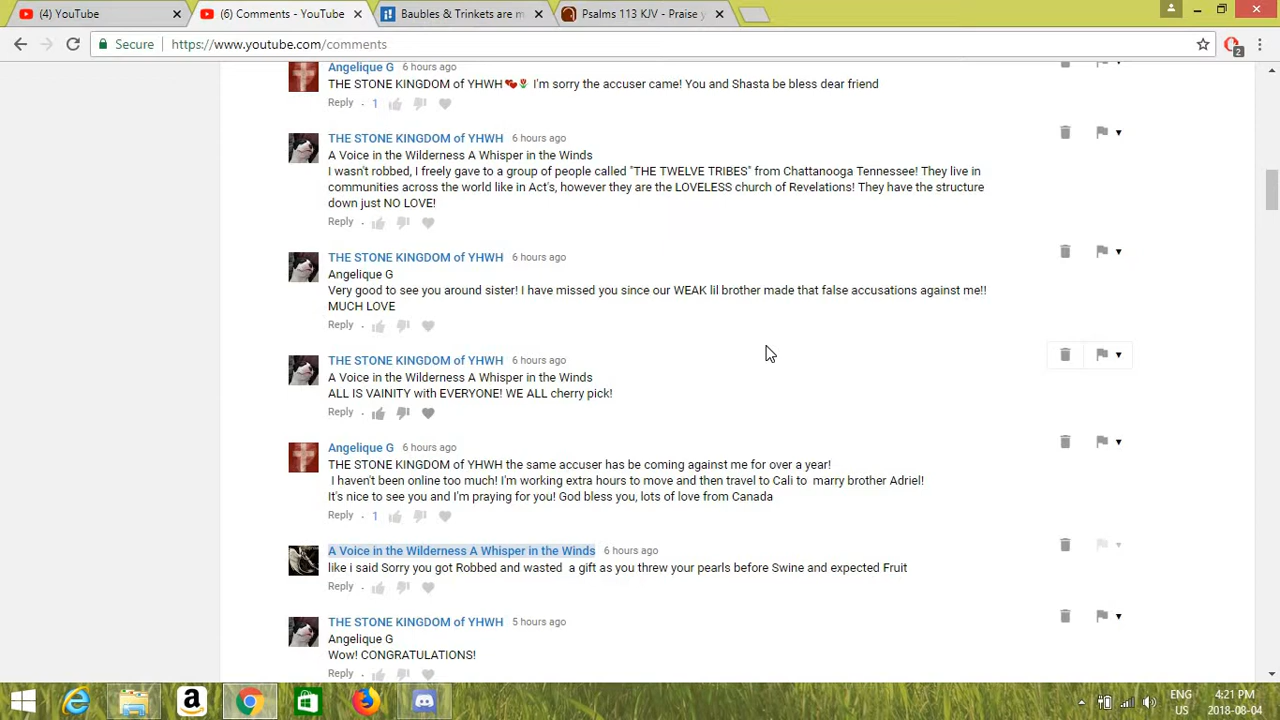 (4) YouTube
(6) Comments - YouTube
Baubles & Trinkets are m
Psalms 113 KJV - Praise y
Secure
https://www.youtube.com/comments
2
Angelique G 6 hours ago
THE STONE KINGDOM of YHWH💕🌷 I'm sorry the accuser came! You and Shasta be bless dear friend
Reply . 1
THE STONE KINGDOM of YHWH 6 hours ago
A Voice in the Wilderness A Whisper in the Winds
I wasn't robbed, I freely gave to a group of people called "THE TWELVE TRIBES" from Chattanooga Tennessee! They live in
communities across the world like in Act's, however they are the LOVELESS church of Revelations! They have the structure
down just NO LOVE!
Reply .
THE STONE KINGDOM of YHWH 6 hours ago
Angelique G
Very good to see you around sister! I have missed you since our WEAK lil brother made that false accusations against me!!
MUCH LOVE
Reply .
THE STONE KINGDOM of YHWH 6 hours ago
A Voice in the Wilderness A Whisper in the Winds
ALL IS VAINITY with EVERYONE! WE ALL cherry pick!
Reply .
Angelique G 6 hours ago
THE STONE KINGDOM of YHWH the same accuser has be coming against me for over a year!
I haven't been online too much! I'm working extra hours to move and then travel to Cali to marry brother Adriel!
It's nice to see you and I'm praying for you! God bless you, lots of love from Canada
Reply . 1
A Voice in the Wilderness A Whisper in the Winds 6 hours ago
like i said Sorry you got Robbed and wasted a gift as you threw your pearls before Swine and expected Fruit
Reply .
THE STONE KINGDOM of YHWH 5 hours ago
Angelique G
Wow! CONGRATULATIONS!
Reply .
ENG
US
4:21 PM
2018-08-04